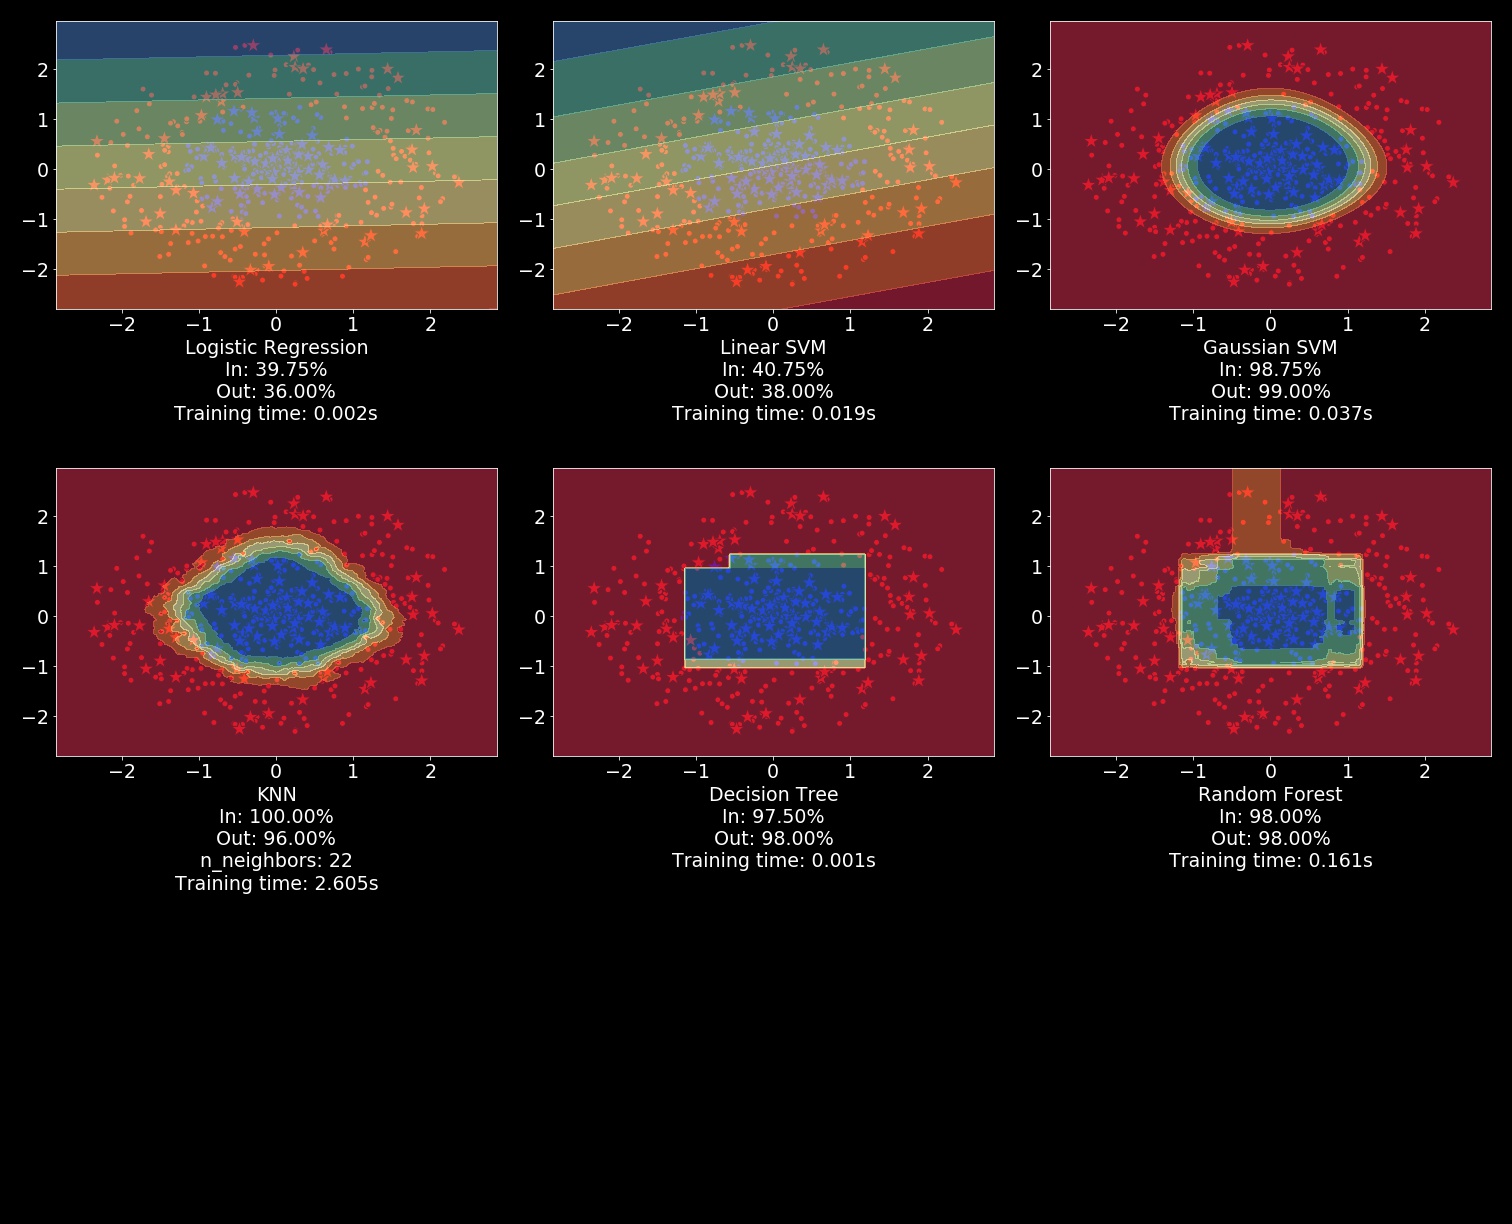 2
1
0
−1
−2
−2 −1 0 1 2
Logistic Regression
In: 39.75%
Out: 36.00%
Training time: 0.002s
2
1
0
−1
−2
−2 −1 0 1 2
Linear SVM
In: 40.75%
Out: 38.00%
Training time: 0.019s
2
1
0
−1
−2
−2 −1 0 1 2
Gaussian SVM
In: 98.75%
Out: 99.00%
Training time: 0.037s
2
1
0
−1
−2
−2 −1 0 1 2
KNN
In: 100.00%
Out: 96.00%
n_neighbors: 22
Training time: 2.605s
2
1
0
−1
−2
−2 −1 0 1 2
Decision Tree
In: 97.50%
Out: 98.00%
Training time: 0.001s
2
1
0
−1
−2
−2 −1 0 1 2
Random Forest
In: 98.00%
Out: 98.00%
Training time: 0.161s